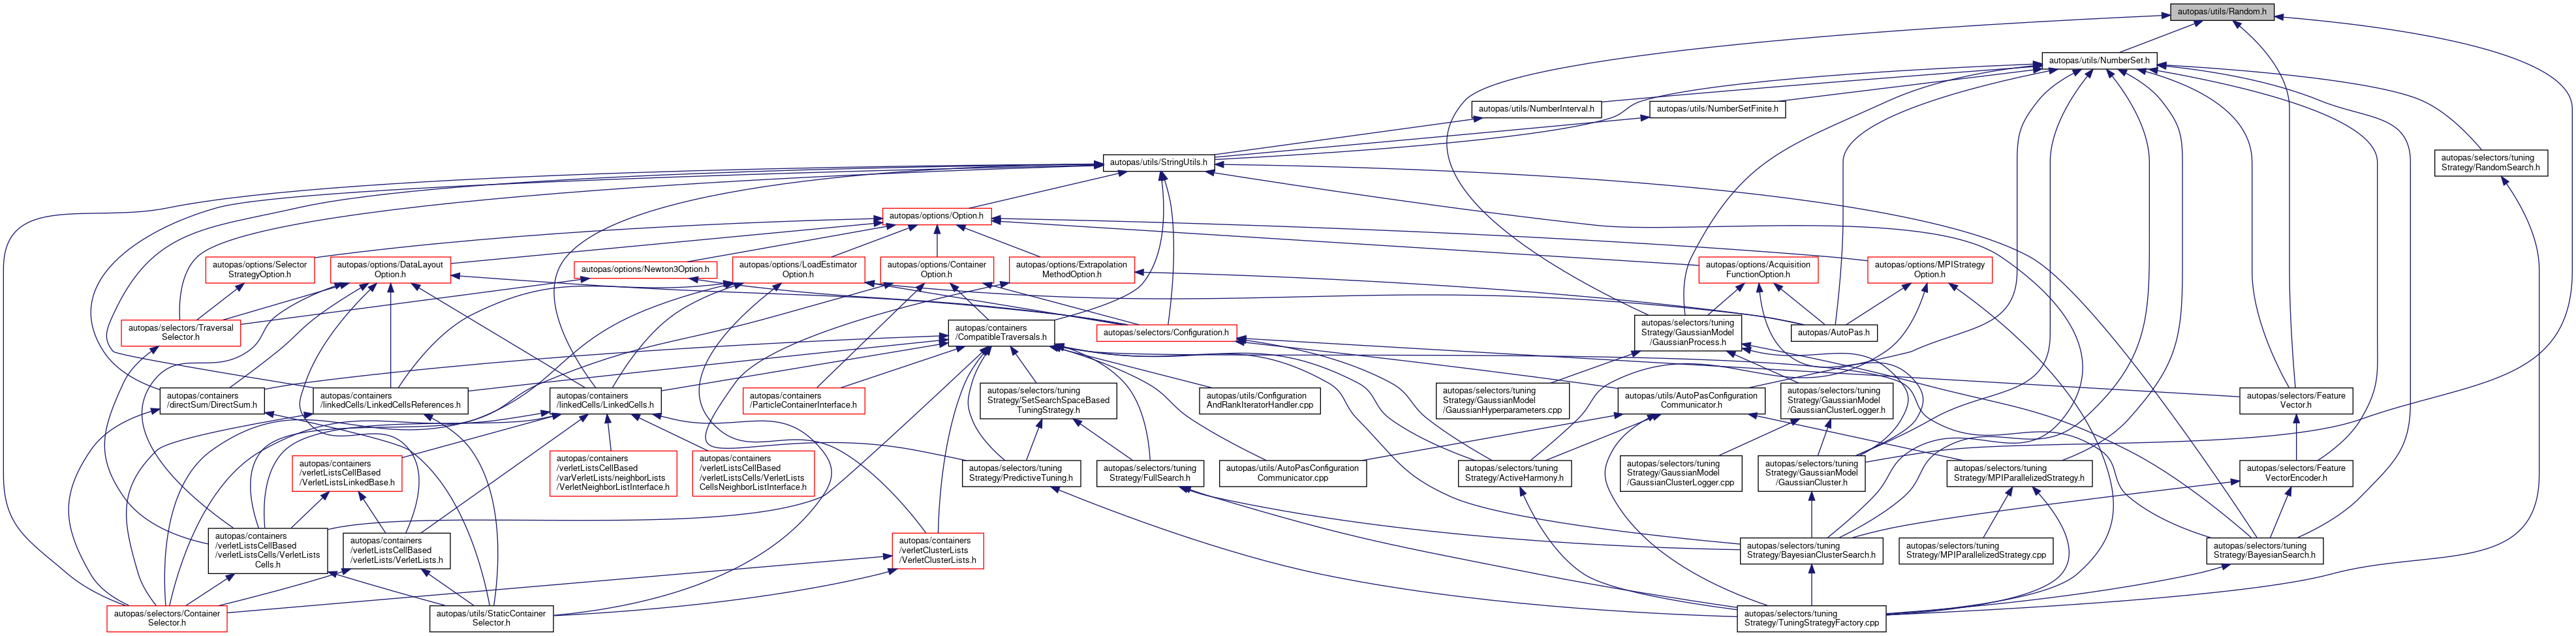 autopas/utils/Random.h
autopas/utils/NumberSet.h
autopas/utils/NumberInterval.h
autopas/utils/NumberSetFinite.h
autopas/utils/StringUtils.h
autopas/selectors/tuning
Strategy/RandomSearch.h
autopas/options/Option.h
autopas/options/Selector
StrategyOption.h
autopas/options/DataLayout
Option.h
autopas/options/Newton3Option.h
autopas/options/LoadEstimator
Option.h
autopas/options/Container
Option.h
autopas/options/Extrapolation
MethodOption.h
autopas/options/Acquisition
FunctionOption.h
autopas/options/MPIStrategy
Option.h
autopas/selectors/Traversal
Selector.h
autopas/containers
/CompatibleTraversals.h
autopas/selectors/Configuration.h
autopas/selectors/tuning
Strategy/GaussianModel
/GaussianProcess.h
autopas/AutoPas.h
autopas/containers
/directSum/DirectSum.h
autopas/containers
/linkedCells/LinkedCellsReferences.h
autopas/containers
/linkedCells/LinkedCells.h
autopas/containers
/ParticleContainerInterface.h
autopas/selectors/tuning
Strategy/SetSearchSpaceBased
TuningStrategy.h
autopas/utils/Configuration
AndRankIteratorHandler.cpp
autopas/selectors/tuning
Strategy/GaussianModel
/GaussianHyperparameters.cpp
autopas/utils/AutoPasConfiguration
Communicator.h
autopas/selectors/tuning
Strategy/GaussianModel
/GaussianClusterLogger.h
autopas/selectors/Feature
Vector.h
autopas/containers
/verletListsCellBased
/VerletListsLinkedBase.h
autopas/containers
/verletListsCellBased
/varVerletLists/neighborLists
/VerletNeighborListInterface.h
autopas/containers
/verletListsCellBased
/verletListsCells/VerletLists
CellsNeighborListInterface.h
autopas/selectors/tuning
Strategy/PredictiveTuning.h
autopas/selectors/tuning
Strategy/FullSearch.h
autopas/utils/AutoPasConfiguration
Communicator.cpp
autopas/selectors/tuning
Strategy/ActiveHarmony.h
autopas/selectors/tuning
Strategy/GaussianModel
/GaussianClusterLogger.cpp
autopas/selectors/tuning
Strategy/GaussianModel
/GaussianCluster.h
autopas/selectors/tuning
Strategy/MPIParallelizedStrategy.h
autopas/selectors/Feature
VectorEncoder.h
autopas/containers
/verletListsCellBased
/verletListsCells/VerletLists
Cells.h
autopas/containers
/verletListsCellBased
/verletLists/VerletLists.h
autopas/containers
/verletClusterLists
/VerletClusterLists.h
autopas/selectors/tuning
Strategy/BayesianClusterSearch.h
autopas/selectors/tuning
Strategy/MPIParallelizedStrategy.cpp
autopas/selectors/tuning
Strategy/BayesianSearch.h
autopas/selectors/Container
Selector.h
autopas/utils/StaticContainer
Selector.h
autopas/selectors/tuning
Strategy/TuningStrategyFactory.cpp